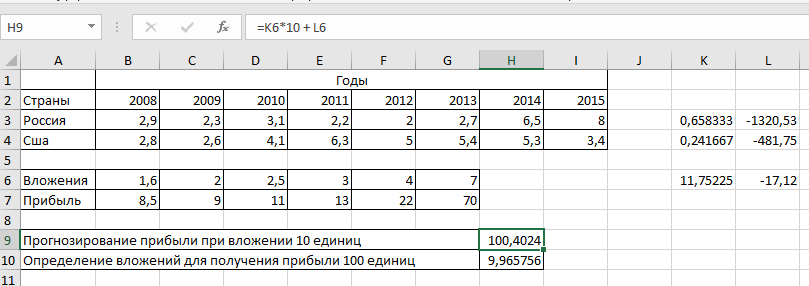 H9 fx =K6*10 + L6
A B C D E F G H I J K L
1 Годы
2 Страны 2008 2009 2010 2011 2012 2013 2014 2015
3 Россия 2,9 2,3 3,1 2,2 2 2,7 6,5 8 0,658333 -1320,53
4 Сша 2,8 2,6 4,1 6,3 5 5,4 5,3 3,4 0,241667 -481,75
5
6 Вложения 1,6 2 2,5 3 4 7 11,75225 -17,12
7 Прибыль 8,5 9 11 13 22 70
8
9 Прогнозирование прибыли при вложении 10 единиц 100,4024
10 Определение вложений для получения прибыли 100 единиц 9,965756
11